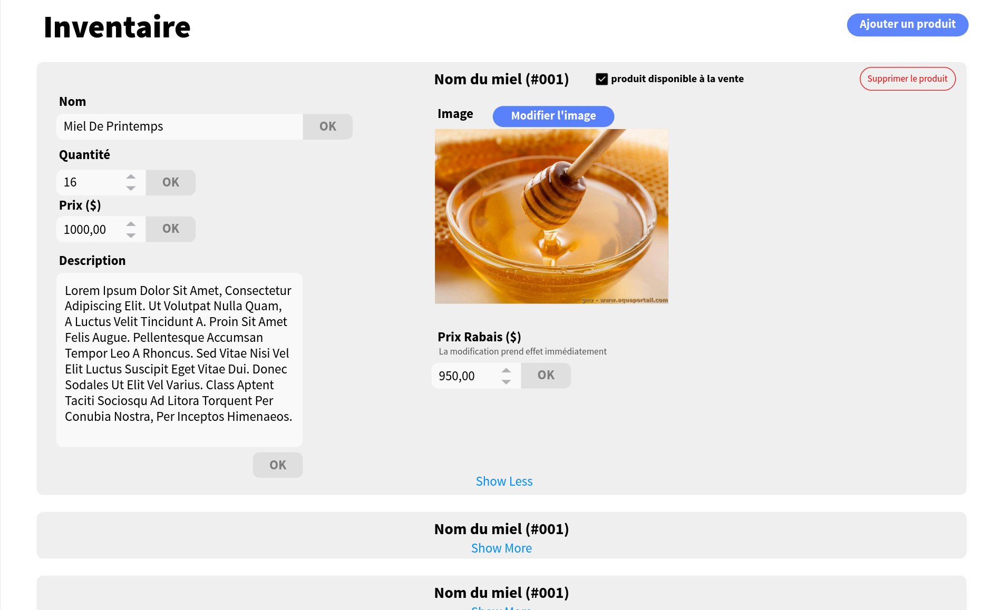 Inventaire
Ajouter un produit
Nom du miel (#001)
produit disponible à la vente
Supprimer le produit
Nom
Miel De Printemps
OK
Quantité
16
OK
Prix ($)
1000,00
OK
Description
Lorem Ipsum Dolor Sit Amet, Consectetur
Adipiscing Elit. Ut Volutpat Nulla Quam,
A Luctus Velit Tincidunt A. Proin Sit Amet
Felis Augue. Pellentesque Accumsan
Tempor Leo A Rhoncus. Sed Vitae Nisi Vel
Elit Luctus Suscipit Eget Vitae Dui. Donec
Sodales Ut Elit Vel Varius. Class Aptent
Taciti Sociosqu Ad Litora Torquent Per
Conubia Nostra, Per Inceptos Himenaeos.
OK
Image
Modifier l'image
gnu - www.aquaportail.com
Prix Rabais ($)
La modification prend effet immédiatement
950,00
OK
Show Less
Nom du miel (#001)
Show More
Nom du miel (#001)
Show More